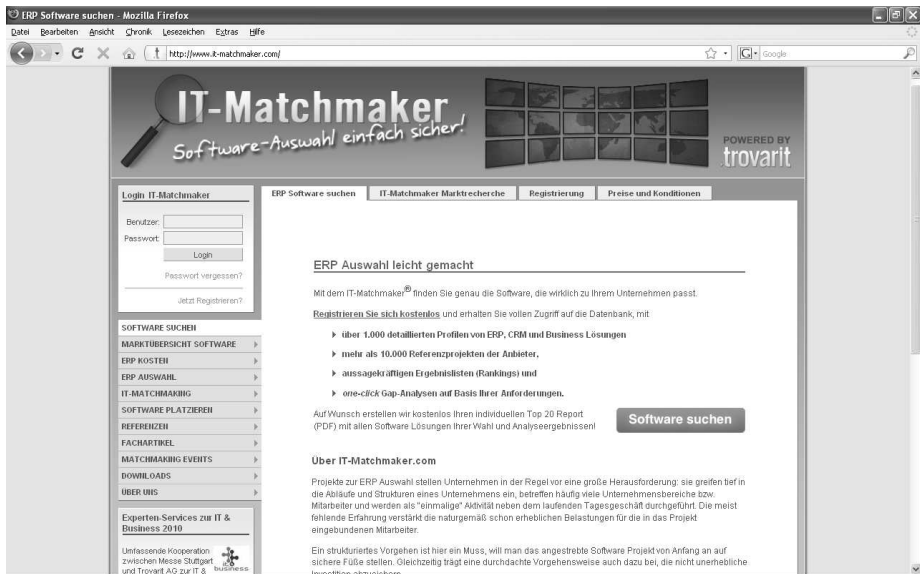 ERP Software suchen - Mozilla Firefox
Datei Bearbeiten Ansicht Chronik Lesezeichen Extras Hilfe
http://www.it-matchmaker.com/
Google
IT-Matchmaker
Software-Auswahl einfach sicher!
POWERED BY
trovarit
Login IT-Matchmaker
Benutzer:
Passwort:
Login
Passwort vergessen?
Jetzt Registrieren?
SOFTWARE SUCHEN
MARKTÜBERSICHT SOFTWARE
ERP KOSTEN
ERP AUSWAHL
IT-MATCHMAKING
SOFTWARE PLATZIEREN
REFERENZEN
FACHARTIKEL
MATCHMAKING EVENTS
DOWNLOADS
ÜBER UNS
Experten-Services zur IT &
Business 2010
Umfassende Kooperation
zwischen Messe Stuttgart
und Trovarit AG zur IT &
IT&
business
ERP Software suchen IT-Matchmaker Marktrecherche Registrierung Preise und Konditionen
ERP Auswahl leicht gemacht
Mit dem IT-Matchmaker® finden Sie genau die Software, die wirklich zu Ihrem Unternehmen passt.
Registrieren Sie sich kostenlos und erhalten Sie vollen Zugriff auf die Datenbank, mit
über 1.000 detaillierten Profilen von ERP, CRM und Business Lösungen
mehr als 10.000 Referenzprojekten der Anbieter,
aussagekräftigen Ergebnislisten (Rankings) und
one-click Gap-Analysen auf Basis Ihrer Anforderungen.
Auf Wunsch erstellen wir kostenlos Ihren individuellen Top 20 Report
(PDF) mit allen Software Lösungen Ihrer Wahl und Analyseergebnissen!
Software suchen
Über IT-Matchmaker.com
Projekte zur ERP Auswahl stellen Unternehmen in der Regel vor eine große Herausforderung: sie greifen tief in
die Abläufe und Strukturen eines Unternehmens ein, betreffen häufig viele Unternehmensbereiche bzw.
Mitarbeiter und werden als "einmalige" Aktivität neben dem laufenden Tagesgeschäft durchgeführt. Die meist
fehlende Erfahrung verstärkt die naturgemäß schon erheblichen Belastungen für die in das Projekt
eingebundenen Mitarbeiter.
Ein strukturiertes Vorgehen ist hier ein Muss, will man das angestrebte Software Projekt von Anfang an auf
sichere Füße stellen. Gleichzeitig trägt eine durchdachte Vorgehensweise auch dazu bei, die nicht unerhebliche